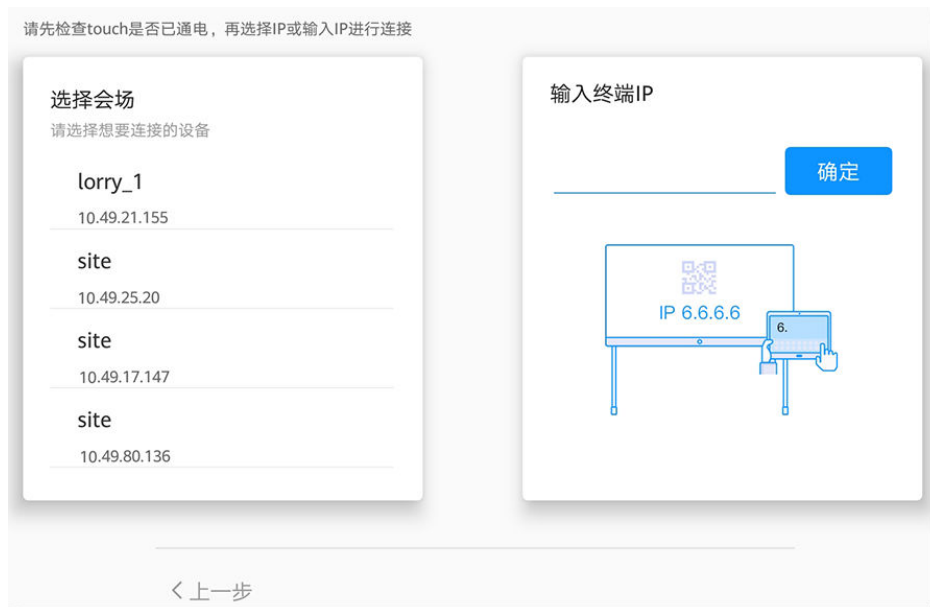 请先检查touch是否已通电，再选择IP或输入IP进行连接
选择会场
请选择想要连接的设备
lorry_1
10.49.21.155
site
10.49.25.20
site
10.49.17.147
site
10.49.80.136
输入终端IP
确定
IP 6.6.6.6
6.
上一步